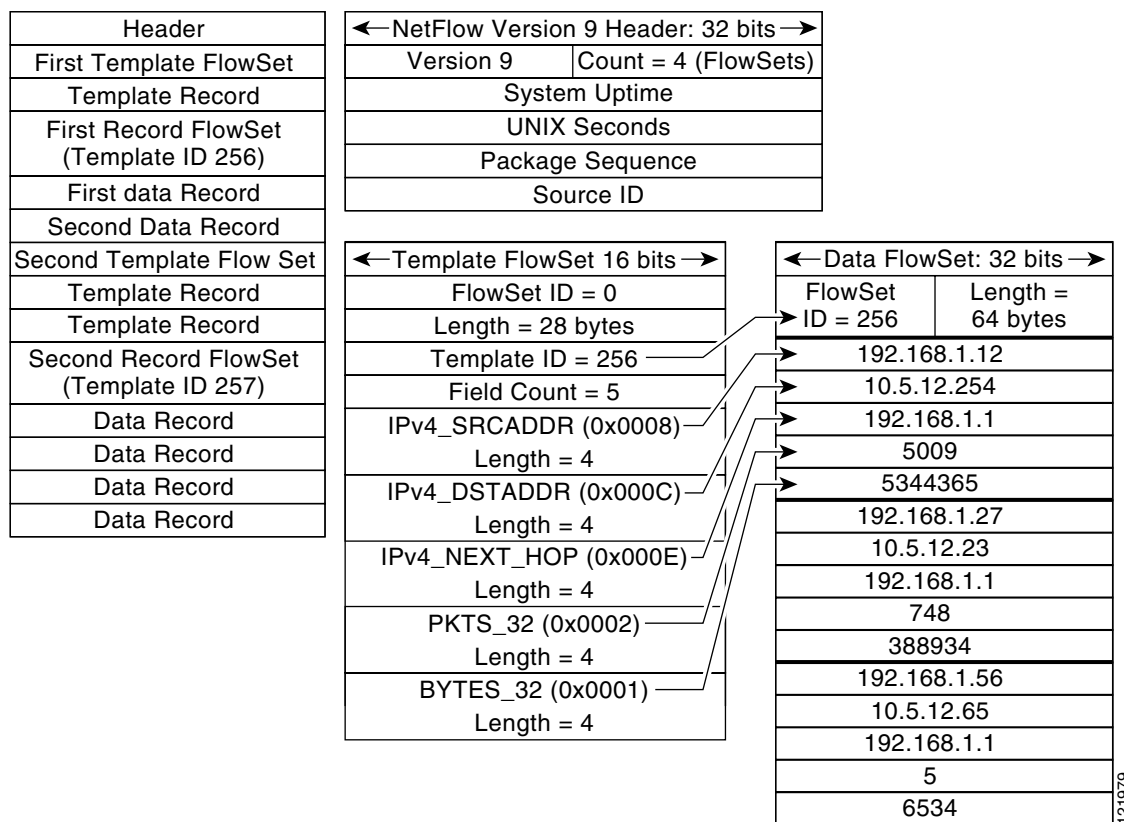 Header
First Template FlowSet
Template Record
First Record FlowSet
(Template ID 256)
First data Record
Second Data Record
Second Template Flow Set
Template Record
Template Record
Second Record FlowSet
(Template ID 257)
Data Record
Data Record
Data Record
Data Record
NetFlow Version 9 Header: 32 bits
Version 9
Count = 4 (FlowSets)
System Uptime
UNIX Seconds
Package Sequence
Source ID
Template FlowSet 16 bits
FlowSet ID = 0
Length = 28 bytes
Template ID = 256
Field Count = 5
IPv4_SRCADDR (0x0008)
Length = 4
IPv4_DSTADDR (0x000C)
Length = 4
IPv4_NEXT_HOP (0x000E)
Length = 4
PKTS_32 (0x0002)
Length = 4
BYTES_32 (0x0001)
Length = 4
Data FlowSet: 32 bits
FlowSet
ID = 256
Length =
64 bytes
192.168.1.12
10.5.12.254
192.168.1.1
5009
5344365
192.168.1.27
10.5.12.23
192.168.1.1
748
388934
192.168.1.56
10.5.12.65
192.168.1.1
5
6534
121979